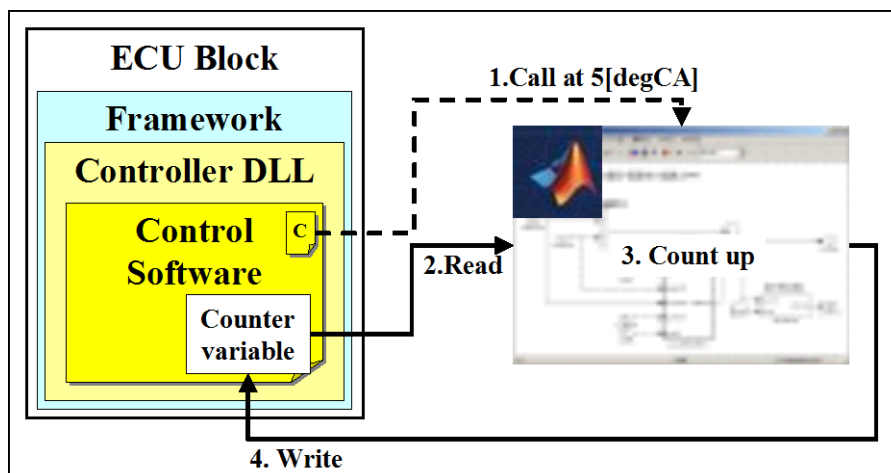 ECU Block
1.Call at 5[degCA]
Framework
Controller DLL
C
Control
Software
2.Read
3. Count up
Counter
variable
4. Write